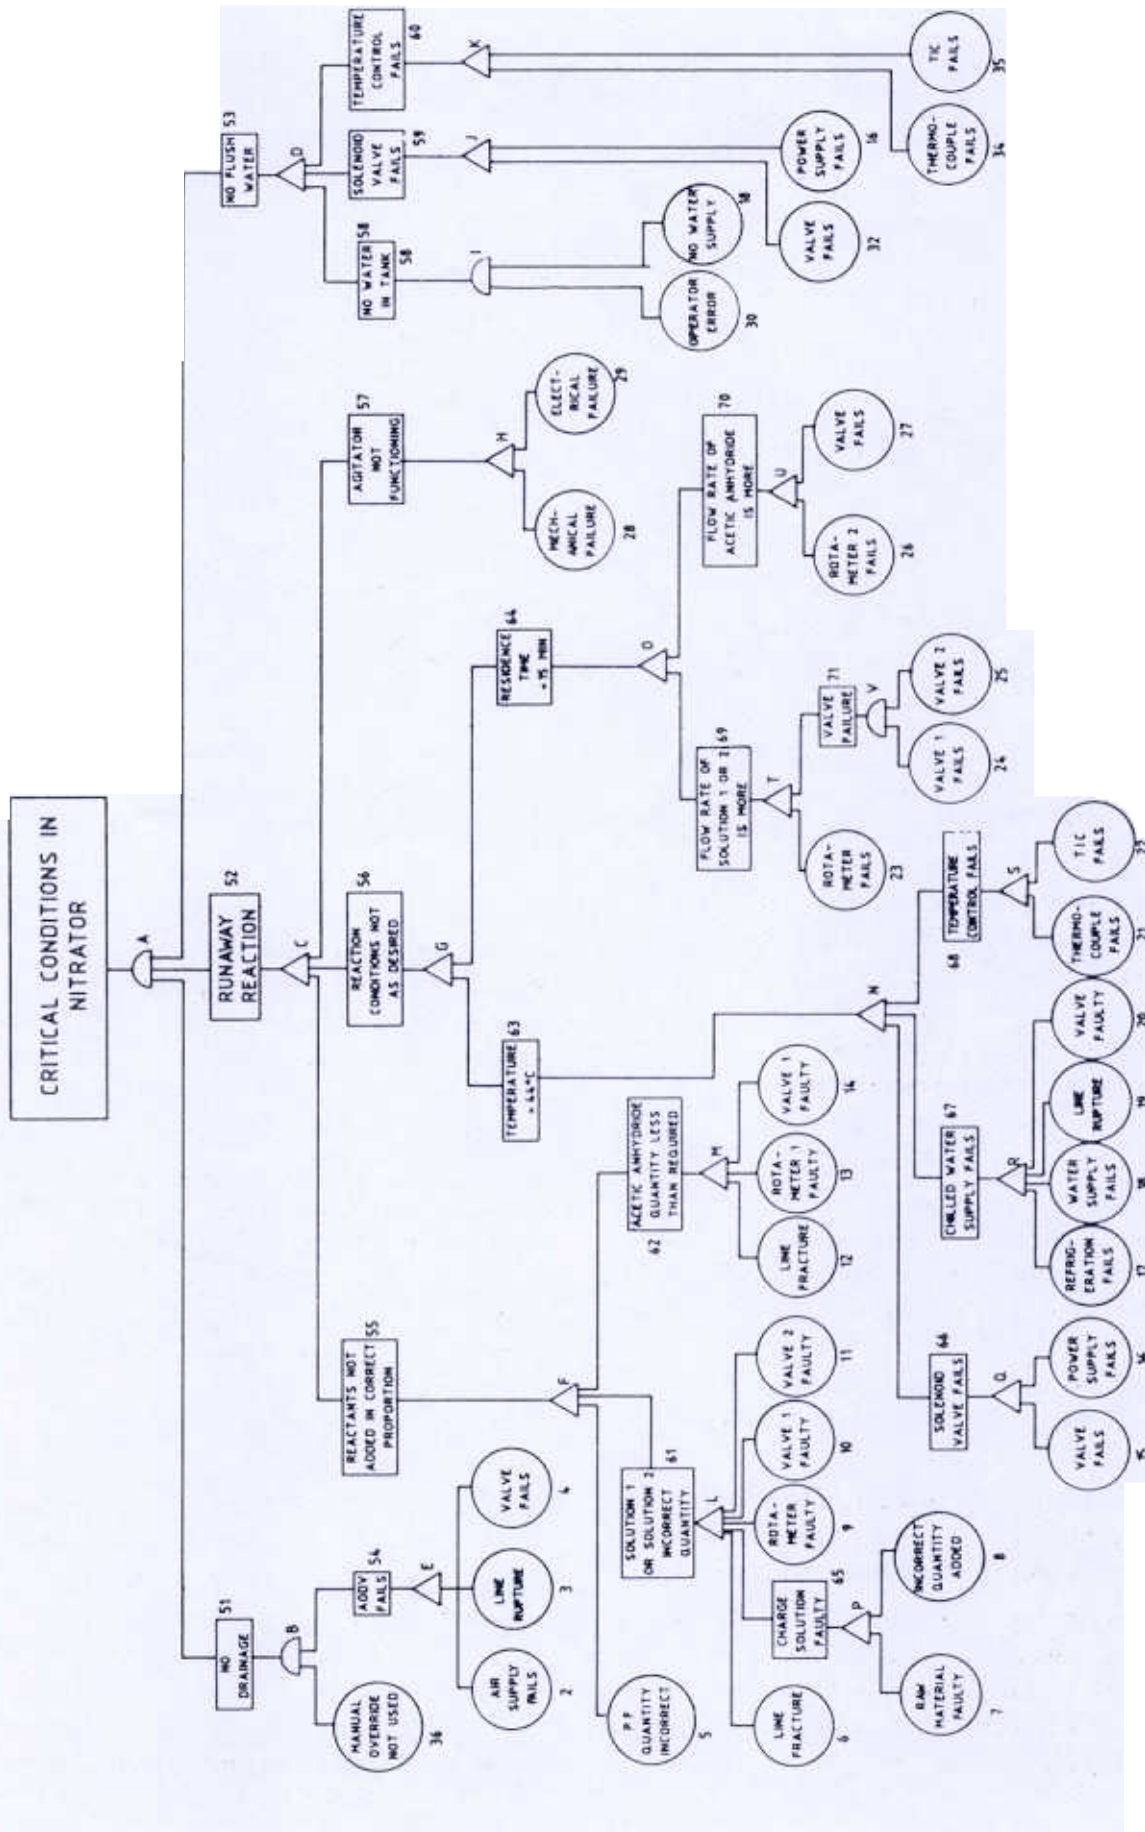 CRITICAL CONDITIONS IN
NITRATOR
A
NO
DRAINAGE
51
RUNAWAY
REACTION
52
NO FLUSH
WATER
53
B
C
D
MANUAL
OVERRIDE
NOT USED
36
AODV
FAILS
54
E
AIR
SUPPLY
FAILS
2
LINE
RUPTURE
3
VALVE
FAILS
4
REACTANTS NOT
ADDED IN CORRECT
PROPORTION
55
REACTION
CONDITIONS NOT
AS DESIRED
56
AGITATOR
NOT
FUNCTIONING
57
NO WATER
IN TANK
58
58
SOLENOID
VALVE
FAILS
59
TEMPERATURE
CONTROL
FAILS
60
F
G
H
I
J
K
MECH-
ANICAL
FAILURE
28
ELECT-
RICAL
FAILURE
29
OPERATOR
ERROR
30
NO WATER
SUPPLY
18
VALVE
FAILS
32
POWER
SUPPLY
FAILS
16
THERMO-
COUPLE
FAILS
34
TIC
FAILS
35
TEMPERATURE
63
RESIDENCE
TIME
64
P.F
QUANTITY
INCORRECT
5
SOLUTION 1
OR SOLUTION 2
INCORRECT
QUANTITY
61
ACETIC ANHYDRIDE
QUANTITY LESS
THAN REQUIRED
62
L
M
N
O
LINE
FRACTURE
6
CHARGE
SOLUTION
FAULTY
65
ROTA-
METER
FAULTY
9
VALVE 1
FAULTY
10
VALVE 2
FAULTY
11
LINE
FRACTURE
12
ROTA-
METER 1
FAULTY
13
VALVE 1
FAULTY
14
P
RAW
MATERIAL
FAULTY
7
INCORRECT
QUANTITY
ADDED
8
SOLENOID
VALVE FAILS
66
CHILLED WATER
SUPPLY FAILS
67
TEMPERATURE
CONTROL FAILS
68
Q
R
S
VALVE
FAILS
15
POWER
SUPPLY
FAILS
16
REFRIG-
ERATION
FAILS
17
WATER
SUPPLY
FAILS
18
LINE
RUPTURE
19
VALVE
FAULTY
20
THERMO-
COUPLE
FAILS
21
TIC
FAILS
22
FLOW RATE OF
SOLUTION 1 OR 2
IS MORE
69
FLOW RATE OF
ACETIC ANHYDRIDE
IS MORE
70
T
U
ROTA-
METER
FAILS
23
VALVE
FAILURE
71
V
VALVE 1
FAILS
24
VALVE 2
FAILS
25
ROTA-
METER 2
FAILS
26
VALVE
FAILS
27